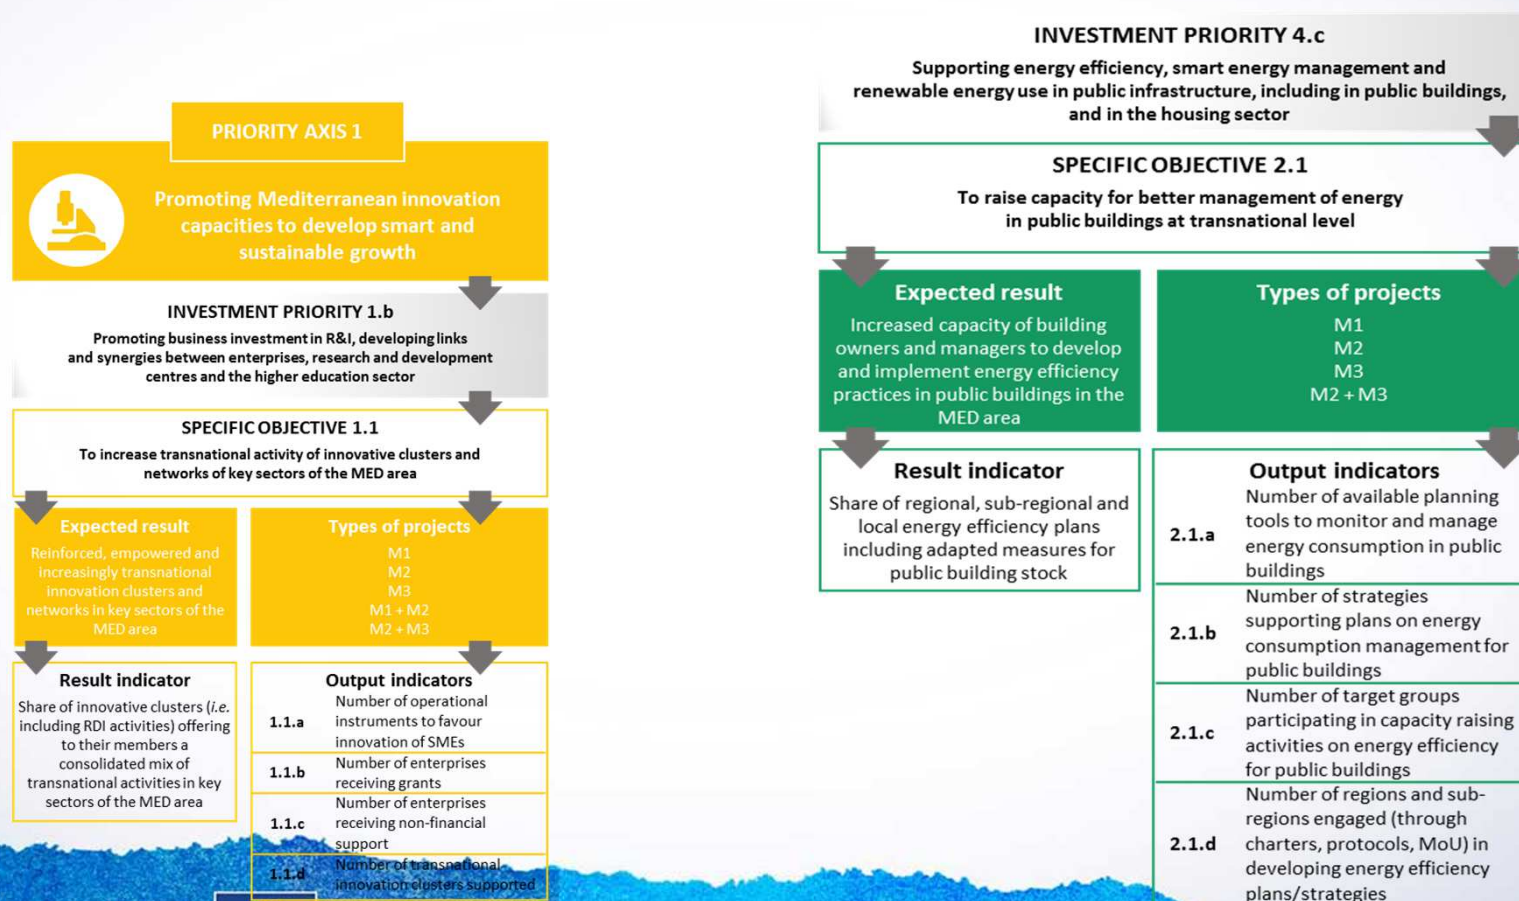 PRIORITY AXIS 1
Promoting Mediterranean innovation
capacities to develop smart and
sustainable growth
INVESTMENT PRIORITY 1.b
Promoting business investment in R&I, developing links
and synergies between enterprises, research and development
centres and the higher education sector
SPECIFIC OBJECTIVE 1.1
To increase transnational activity of innovative clusters and
networks of key sectors of the MED area
Expected result
Reinforced, empowered and
increasingly transnational
innovation clusters and
networks in key sectors of the
MED area
Types of projects
M1
M2
M3
M1 + M2
M2 + M3
Result indicator
Share of innovative clusters (i.e.
including RDI activities) offering
to their members a
consolidated mix of
transnational activities in key
sectors of the MED area
Output indicators
1.1.a
Number of operational
instruments to favour
innovation of SMEs
1.1.b
Number of enterprises
receiving grants
1.1.c
Number of enterprises
receiving non-financial
support
1.1.d
Number of transnational
innovation clusters supported
INVESTMENT PRIORITY 4.c
Supporting energy efficiency, smart energy management and
renewable energy use in public infrastructure, including in public buildings,
and in the housing sector
SPECIFIC OBJECTIVE 2.1
To raise capacity for better management of energy
in public buildings at transnational level
Expected result
Increased capacity of building
owners and managers to develop
and implement energy efficiency
practices in public buildings in the
MED area
Types of projects
M1
M2
M3
M2 + M3
Result indicator
Share of regional, sub-regional and
local energy efficiency plans
including adapted measures for
public building stock
Output indicators
2.1.a
Number of available planning
tools to monitor and manage
energy consumption in public
buildings
2.1.b
Number of strategies
supporting plans on energy
consumption management for
public buildings
2.1.c
Number of target groups
participating in capacity raising
activities on energy efficiency
for public buildings
2.1.d
Number of regions and sub-
regions engaged (through
charters, protocols, MoU) in
developing energy efficiency
plans/strategies